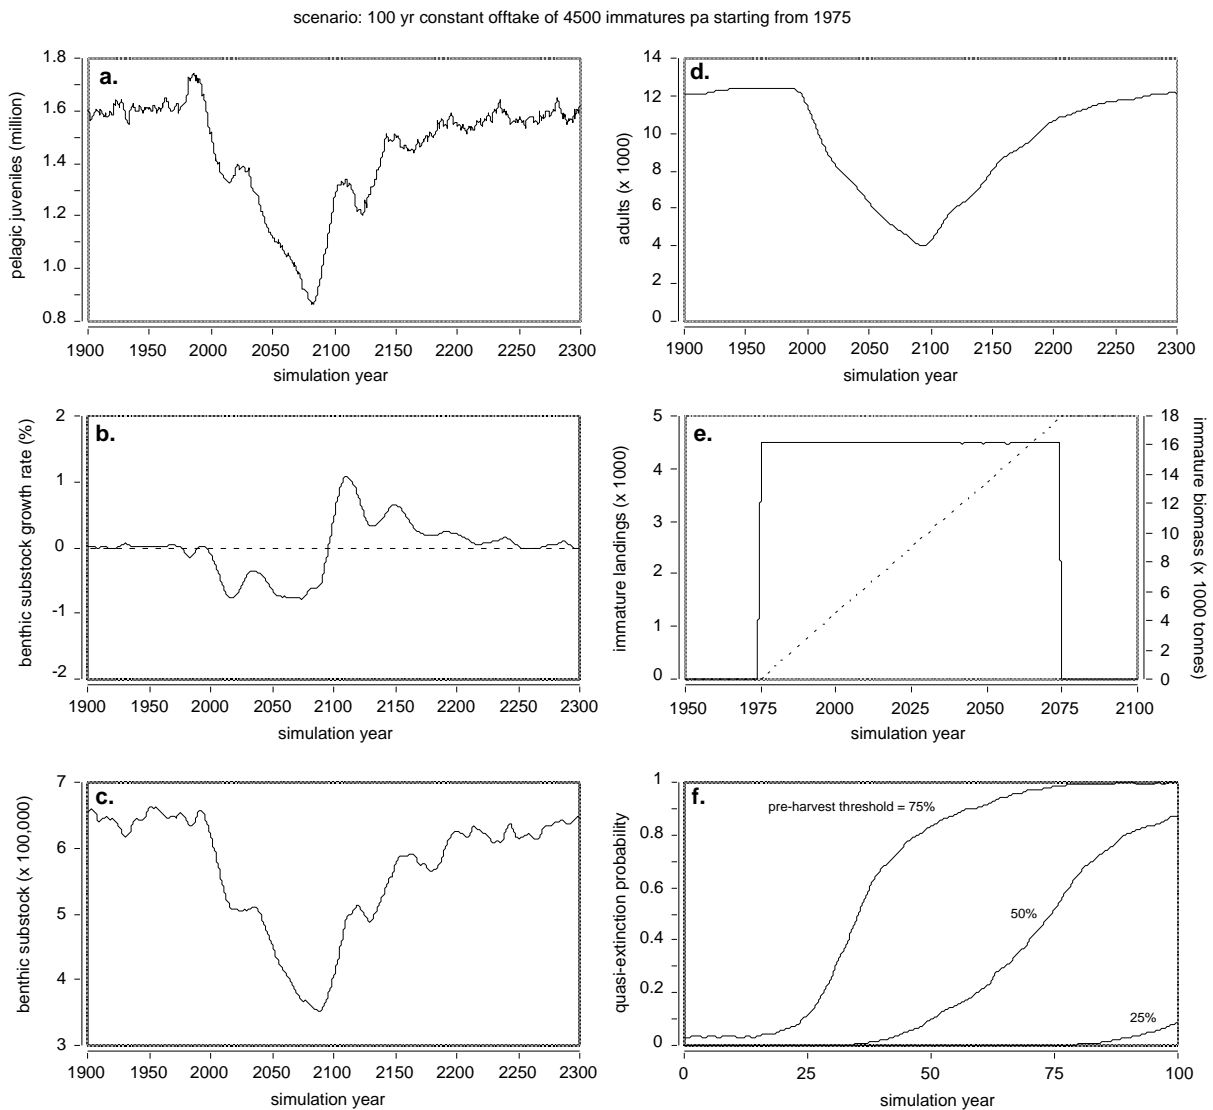 scenario: 100 yr constant offtake of 4500 immatures pa starting from 1975
a.
pelagic juveniles (million)
1.8
1.6
1.4
1.2
1.0
0.8
1900 1950 2000 2050 2100 2150 2200 2250 2300
simulation year
d.
adults (x 1000)
14
12
10
8
6
4
2
0
1900 1950 2000 2050 2100 2150 2200 2250 2300
simulation year
b.
benthic substock growth rate (%)
2
1
0
-1
-2
1900 1950 2000 2050 2100 2150 2200 2250 2300
simulation year
e.
immature landings (x 1000)
5
4
3
2
1
0
18
16
14
12
10
8
6
4
2
0
immature biomass (x 1000 tonnes)
1950 1975 2000 2025 2050 2075 2100
simulation year
c.
benthic substock (x 100,000)
7
6
5
4
3
1900 1950 2000 2050 2100 2150 2200 2250 2300
simulation year
f.
quasi-extinction probability
1
0.8
0.6
0.4
0.2
0
pre-harvest threshold = 75%
50%
25%
0 25 50 75 100
simulation year